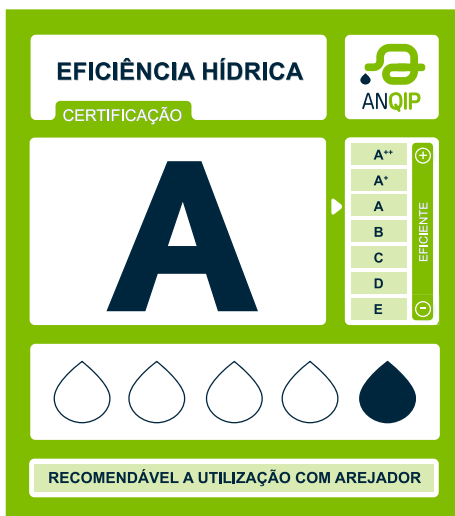 EFICIÊNCIA HÍDRICA
CERTIFICAÇÃO
ANQIP
A
A++
A+
A
B
C
D
E
EFICIENTE
RECOMENDÁVEL A UTILIZAÇÃO COM AREJADOR